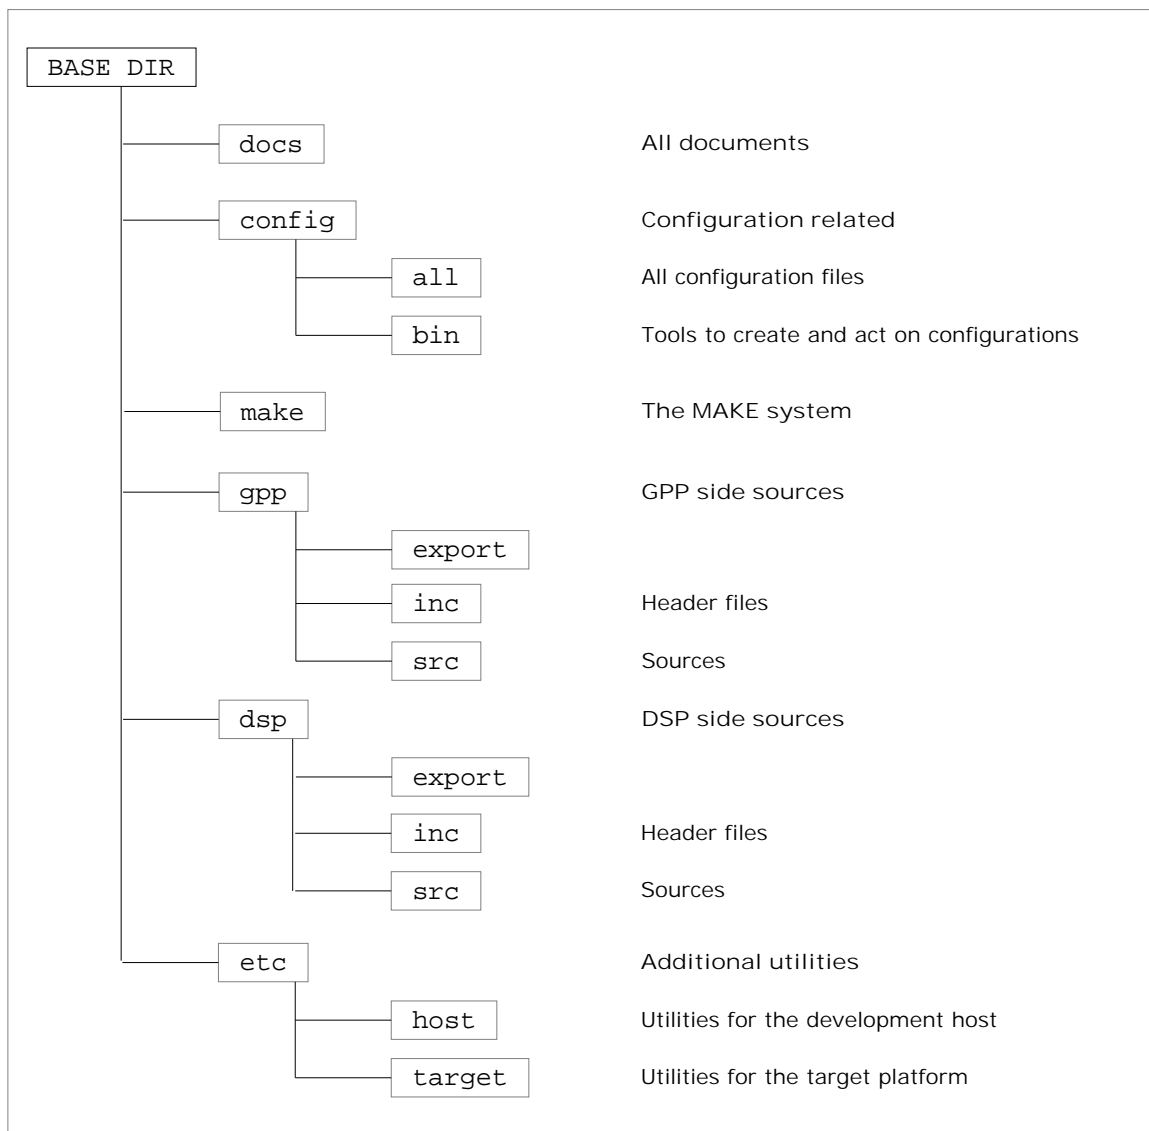 BASE DIR
docs All documents
config Configuration related
all All configuration files
bin Tools to create and act on configurations
make The MAKE system
gpp GPP side sources
export
inc Header files
src Sources
dsp DSP side sources
export
inc Header files
src Sources
etc Additional utilities
host Utilities for the development host
target Utilities for the target platform